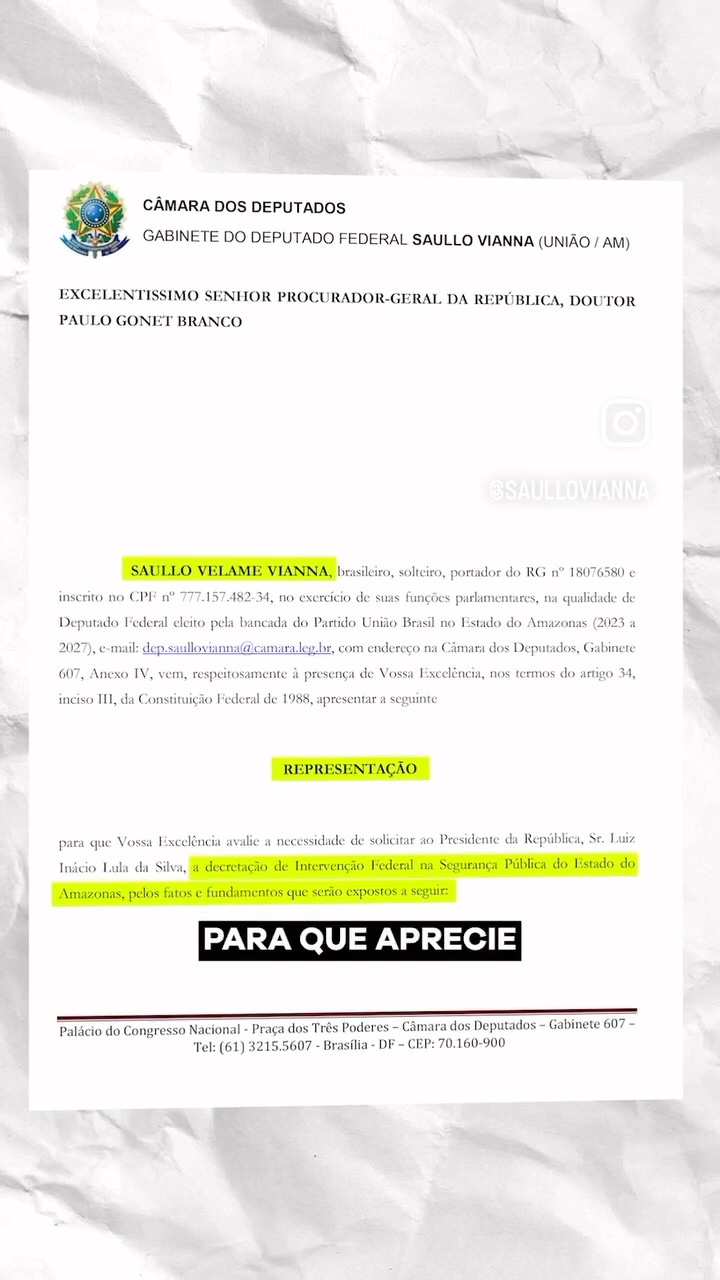 CÂMARA DOS DEPUTADOS
GABINETE DO DEPUTADO FEDERAL SAULLO VIANNA (UNIÃO / AM)
EXCELENTISSIMO SENHOR PROCURADOR-GERAL DA REPÚBLICA, DOUTOR
PAULO GONET BRANCO
@SAULLOVIANNA
SAULLO VELAME VIANNA, brasileiro, solteiro, portador do RG nº 18076580 e
inscrito no CPF nº 777.157.482-34, no exercício de suas funções parlamentares, na qualidade de
Deputado Federal eleito pela bancada do Partido União Brasil no Estado do Amazonas (2023 a
2027), e-mail: dep.saullovianna@camara.leg.br, com endereço na Câmara dos Deputados, Gabinete
607, Anexo IV, vem, respeitosamente à presença de Vossa Excelência, nos termos do artigo 34,
inciso III, da Constituição Federal de 1988, apresentar a seguinte
REPRESENTAÇÃO
para que Vossa Excelência avalie a necessidade de solicitar ao Presidente da República, Sr. Luiz
Inácio Lula da Silva, a decretação de Intervenção Federal na Segurança Pública do Estado do
Amazonas, pelos fatos e fundamentos que serão expostos a seguir:
PARA QUE APRECIE
Palácio do Congresso Nacional - Praça dos Três Poderes – Câmara dos Deputados – Gabinete 607 –
Tel: (61) 3215.5607 - Brasília - DF – CEP: 70.160-900